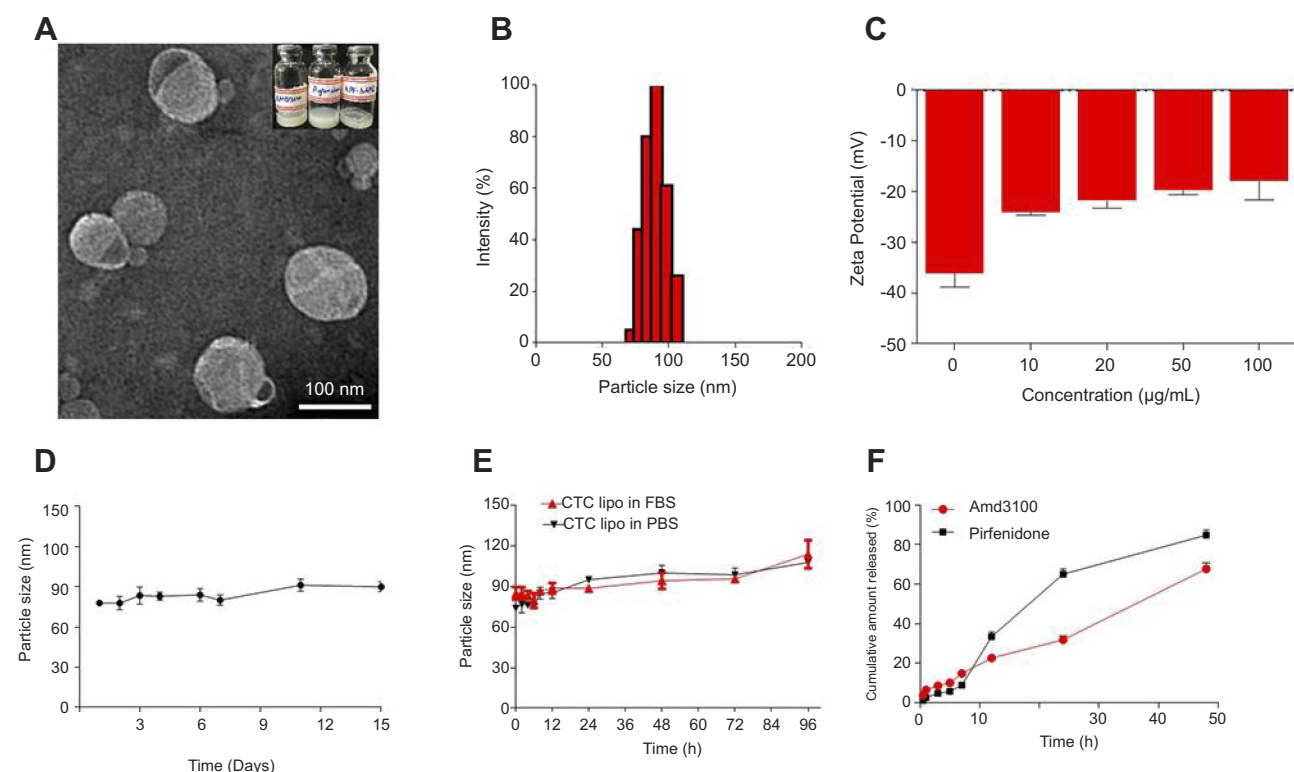 A
100 nm
B
100
80
60
40
20
0
0
50
100
150
200
Intensity (%)
Particle size (nm)
C
0
-10
-20
-30
-40
-50
Zeta Potential (mV)
0
10
20
50
100
Concentration (µg/mL)
D
150
100
90
60
30
0
Particle size (nm)
3
6
9
12
15
Time (Days)
E
CTC lipo in FBS
CTC lipo in PBS
150
120
90
60
30
0
Particle size (nm)
0
12
24
36
48
60
72
84
96
Time (h)
F
Amd3100
Pirfenidone
100
80
60
40
20
0
Cumulative amount released (%)
0
10
30
40
50
Time (h)